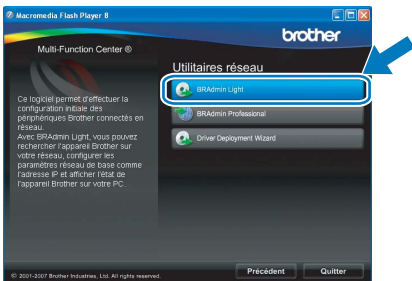 Macromedia Flash Player 8
brother
Multi-Function Center ®
Utilitaires réseau
Ce logiciel permet d'effectuer la
configuration initiale des
périphériques Brother connectés en
réseau.
Avec BRAdmin Light, vous pouvez
rechercher l'appareil Brother sur
votre réseau, configurer les
paramètres réseau de base comme
l'adresse IP et afficher l'état de
l'appareil Brother sur votre PC.
BRAdmin Light
BRAdmin Professional
Driver Deployment Wizard
© 2001-2007 Brother Industries, Ltd. All rights reserved.
Précédent
Quitter